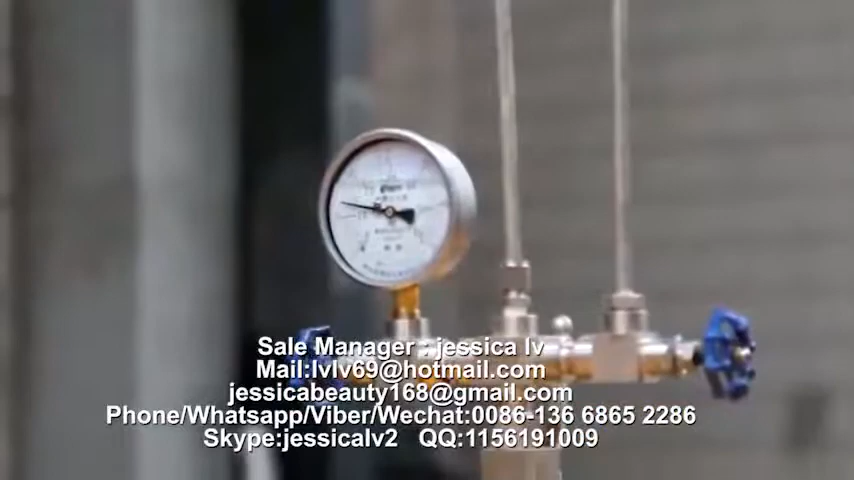 Sale Manager : jessica lv
Mail:lvlv69@hotmail.com
jessicabeauty168@gmail.com
Phone/Whatsapp/Viber/Wechat:0086-136 6865 2286
Skype:jessicalv2 QQ:1156191009